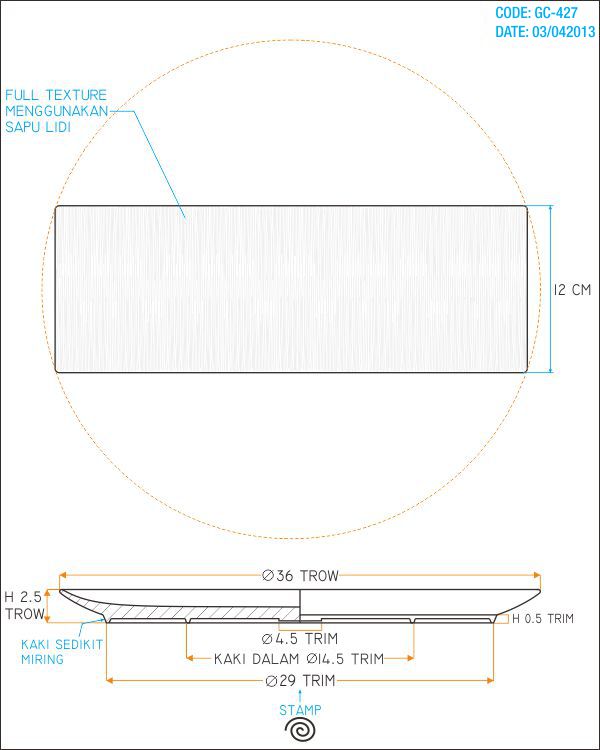 CODE: GC-427
DATE: 03/042013
FULL TEXTURE
MENGGUNAKAN
SAPU LIDI
12 CM
Ø36 TROW
H 2.5
TROW
H 0.5 TRIM
KAKI SEDIKIT
MIRING
Ø4.5 TRIM
KAKI DALAM Ø14.5 TRIM
Ø29 TRIM
STAMP